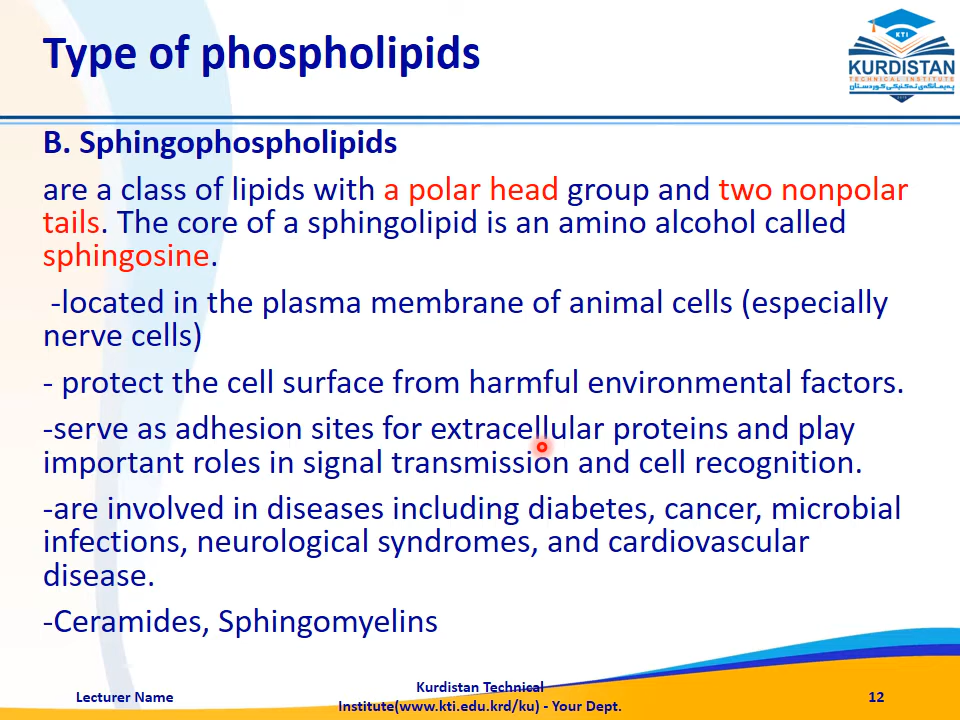 Type of phospholipids
KTI
KURDISTAN
TECHNICAL INSTITUTE
پەیمانگەی تەکنیکی کوردستان
B. Sphingophospholipids
are a class of lipids with a polar head group and two nonpolar
tails. The core of a sphingolipid is an amino alcohol called
sphingosine.
-located in the plasma membrane of animal cells (especially
nerve cells)
- protect the cell surface from harmful environmental factors.
-serve as adhesion sites for extracellular proteins and play
important roles in signal transmission and cell recognition.
-are involved in diseases including diabetes, cancer, microbial
infections, neurological syndromes, and cardiovascular
disease.
-Ceramides, Sphingomyelins
Lecturer Name
Kurdistan Technical
Institute(www.kti.edu.krd/ku) - Your Dept.
12